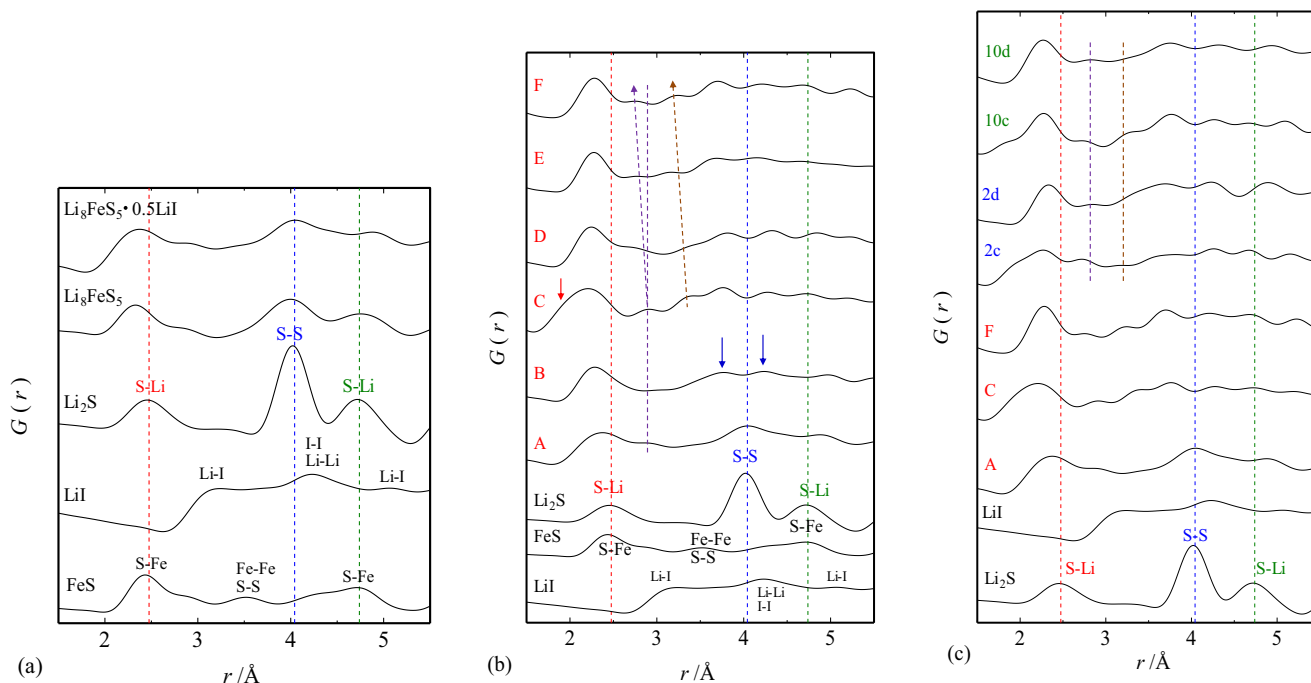 Li₈FeS₅•0.5LiI
Li₈FeS₅
S-S
S-Li
S-Li
Li₂S
I-I
Li-Li
Li-I
Li-I
LiI
S-Fe
Fe-Fe
S-S
S-Fe
FeS
G(r)
2 3 4 5
(a)
r /Å
F
E
D
C
B
A
S-S
S-Li
S-Li
Li₂S
S-Fe
FeS
S-Fe
Fe-Fe
S-S
Li-I
Li-I
LiI
Li-Li
I-I
G(r)
2 3 4 5
(b)
r /Å
10d
10c
2d
2c
F
C
A
LiI
S-S
Li₂S
S-Li
S-Li
G(r)
2 3 4 5
(c)
r /Å